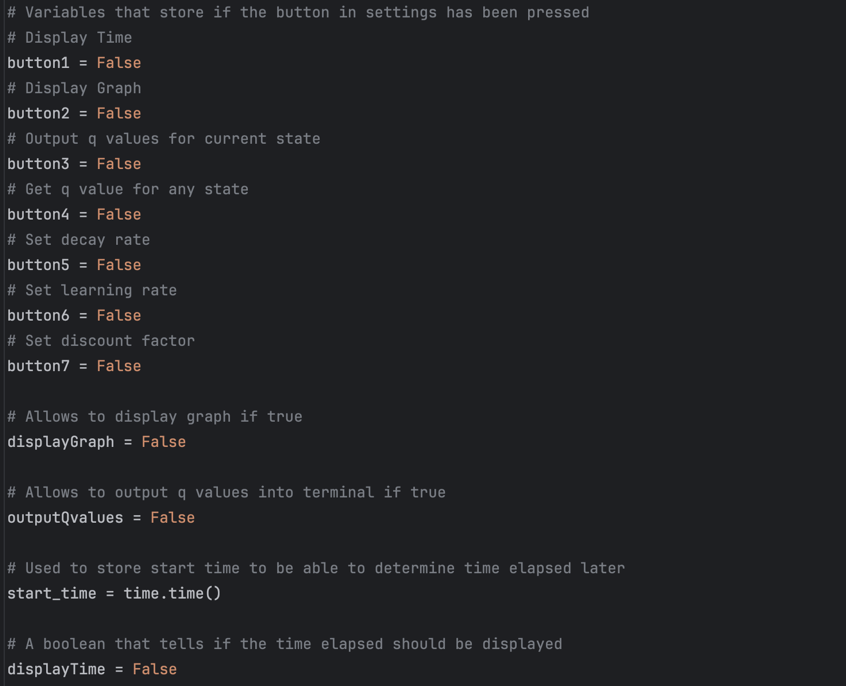 # Variables that store if the button in settings has been pressed
# Display Time
button1 = False
# Display Graph
button2 = False
# Output q values for current state
button3 = False
# Get q value for any state
button4 = False
# Set decay rate
button5 = False
# Set learning rate
button6 = False
# Set discount factor
button7 = False
# Allows to display graph if true
displayGraph = False
# Allows to output q values into terminal if true
outputQvalues = False
# Used to store start time to be able to determine time elapsed later
start_time = time.time()
# A boolean that tells if the time elapsed should be displayed
displayTime = False